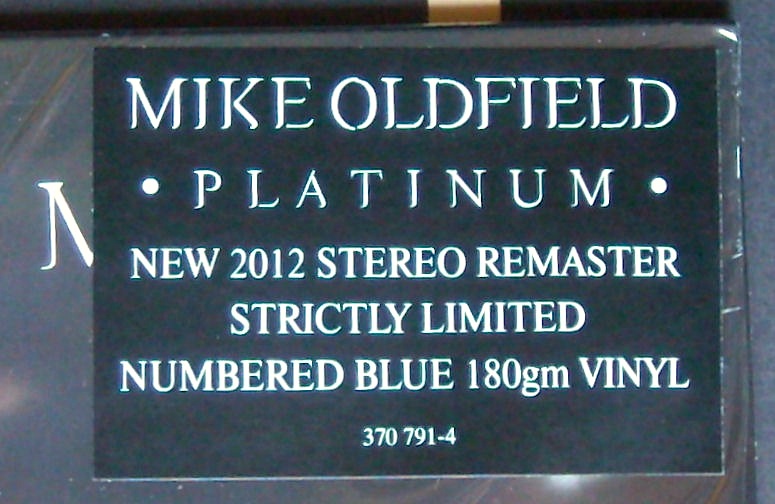 MIKE OLDFIELD
• PLATINUM •
NEW 2012 STEREO REMASTER
STRICTLY LIMITED
NUMBERED BLUE 180gm VINYL
370 791-4
M